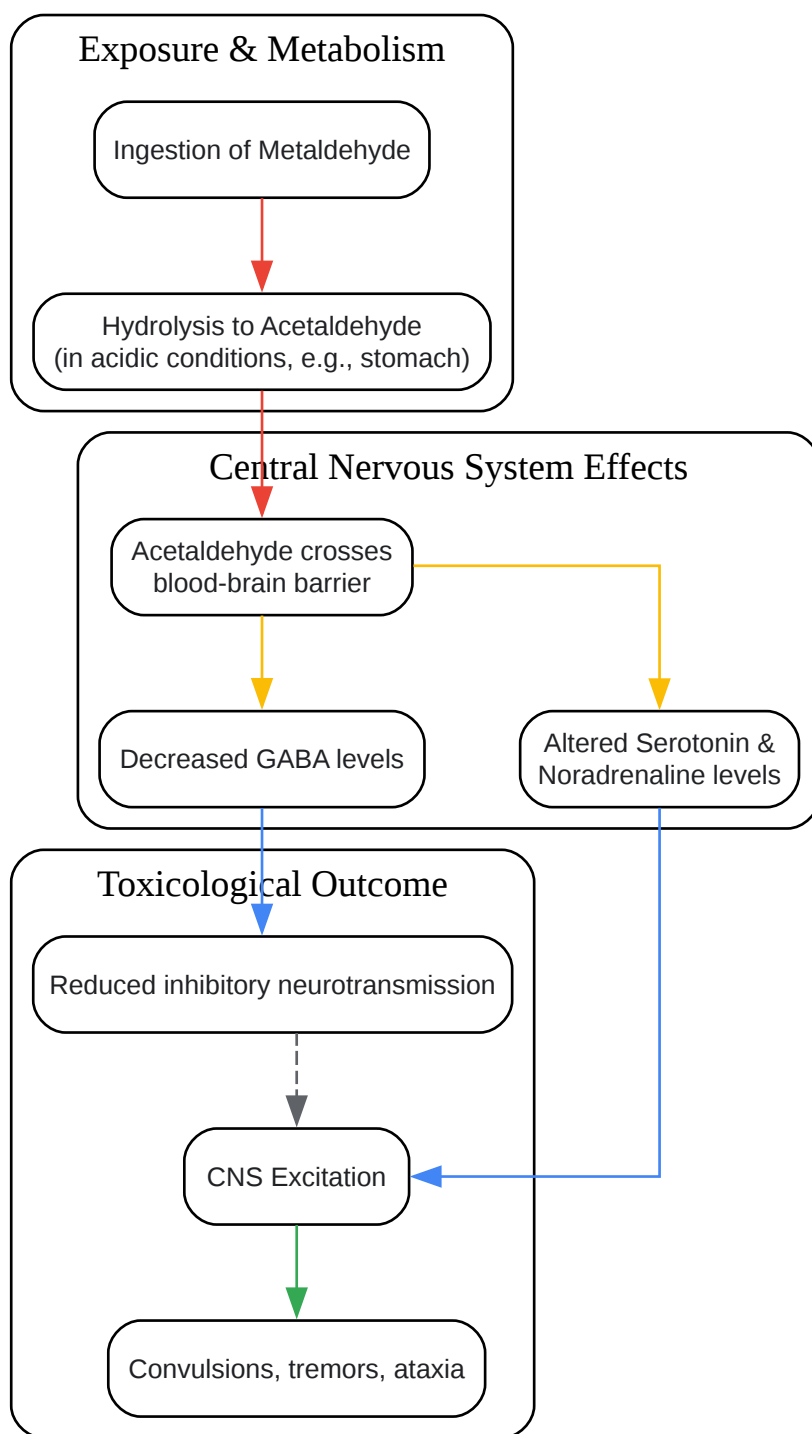 Exposure & Metabolism
Ingestion of Metaldehyde
Hydrolysis to Acetaldehyde
(in acidic conditions, e.g., stomach)
Central Nervous System Effects
Acetaldehyde crosses
blood-brain barrier
Decreased GABA levels
Altered Serotonin &
Noradrenaline levels
Toxicological Outcome
Reduced inhibitory neurotransmission
CNS Excitation
Convulsions, tremors, ataxia